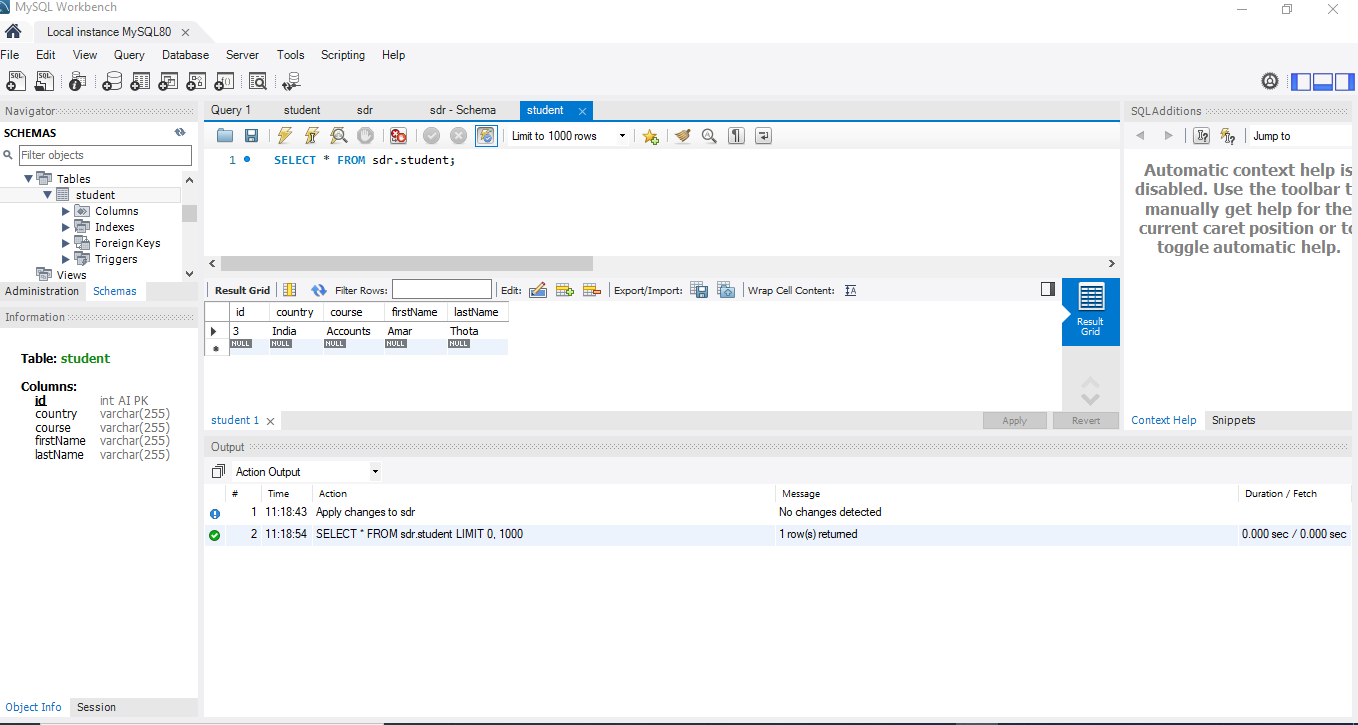 MySQL Workbench
Local instance MySQL80
File Edit View Query Database Server Tools Scripting Help
Navigator
SCHEMAS
Filter objects
Tables
student
Columns
Indexes
Foreign Keys
Triggers
Views
Administration Schemas
Information
Table: student
Columns:
id int AI PK
country varchar(255)
course varchar(255)
firstName varchar(255)
lastName varchar(255)
Object Info Session
Query 1 student sdr sdr - Schema student
Limit to 1000 rows
1 SELECT * FROM sdr.student;
Result Grid Filter Rows: Edit: Export/Import: Wrap Cell Content:
id country course firstName lastName
3 India Accounts Amar Thota
NULL NULL NULL NULL NULL
Result
Grid
student 1 Apply Revert
Output
Action Output
# Time Action Message Duration / Fetch
1 11:18:43 Apply changes to sdr No changes detected
2 11:18:54 SELECT * FROM sdr.student LIMIT 0, 1000 1 row(s) returned 0.000 sec / 0.000 sec
SQLAdditions
Jump to
Automatic context help is
disabled. Use the toolbar t
manually get help for the
current caret position or to
toggle automatic help.
Context Help Snippets